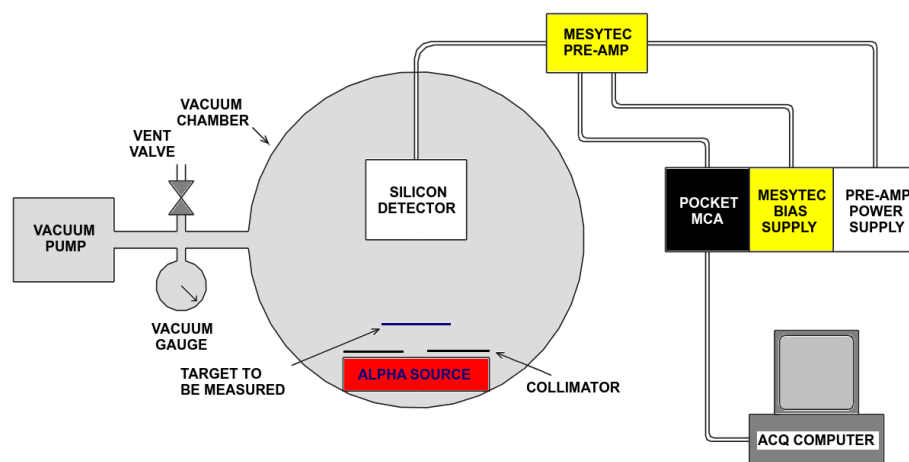 MESYTEC
PRE-AMP
VACUUM
CHAMBER
VENT
VALVE
SILICON
DETECTOR
POCKET
MCA
MESYTEC
BIAS
SUPPLY
PRE-AMP
POWER
SUPPLY
VACUUM
PUMP
VACUUM
GAUGE
TARGET TO
BE MEASURED
ALPHA SOURCE
COLLIMATOR
ACQ COMPUTER